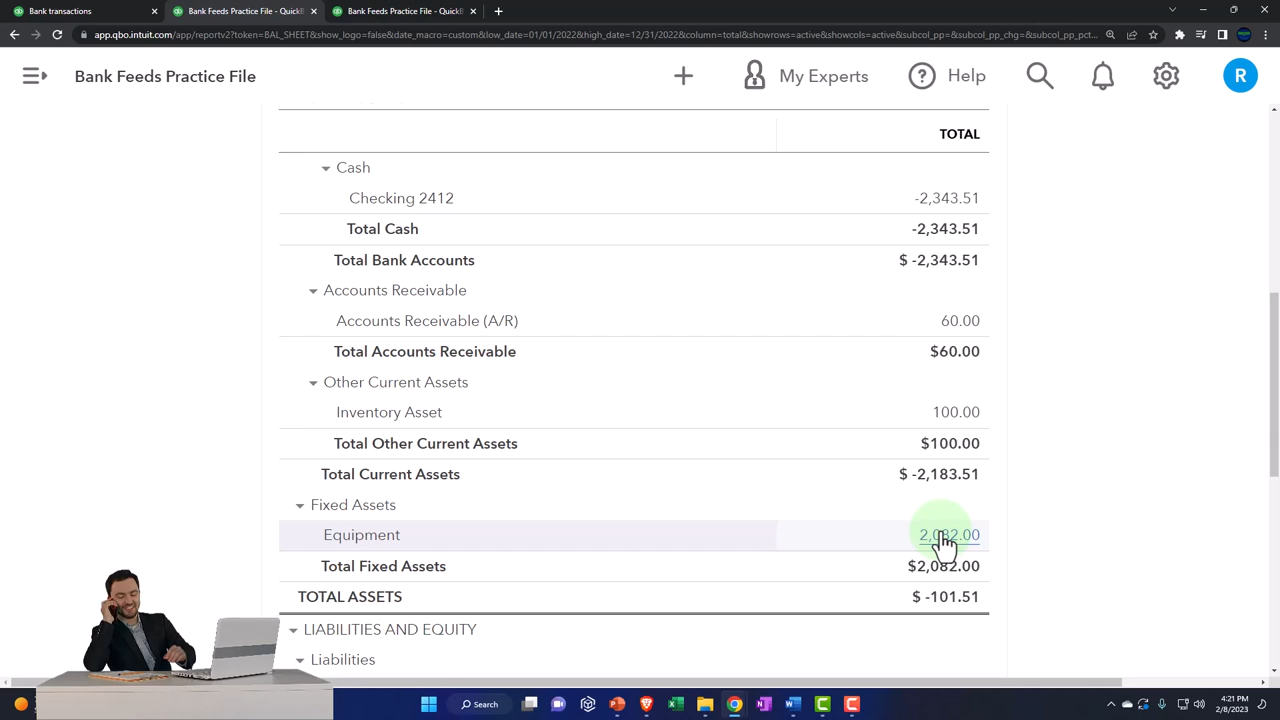 Bank transactions
Bank Feeds Practice File - QuickB
Bank Feeds Practice File - QuickB
app.qbo.intuit.com/app/reportv2?token=BAL_SHEET&show_logo=false&date_macro=custom&low_date=01/01/2022&high_date=12/31/2022&column=total&showrows=active&showcols=active&subcol_pp=&subcol_pp_chg=&subcol_pp_pct...
Bank Feeds Practice File
My Experts
Help
R
TOTAL
Cash
Checking 2412 -2,343.51
Total Cash -2,343.51
Total Bank Accounts $ -2,343.51
Accounts Receivable
Accounts Receivable (A/R) 60.00
Total Accounts Receivable $60.00
Other Current Assets
Inventory Asset 100.00
Total Other Current Assets $100.00
Total Current Assets $ -2,183.51
Fixed Assets
Equipment 2,082.00
Total Fixed Assets $2,082.00
TOTAL ASSETS $ -101.51
LIABILITIES AND EQUITY
Liabilities
Search
4:21 PM
2/8/2023